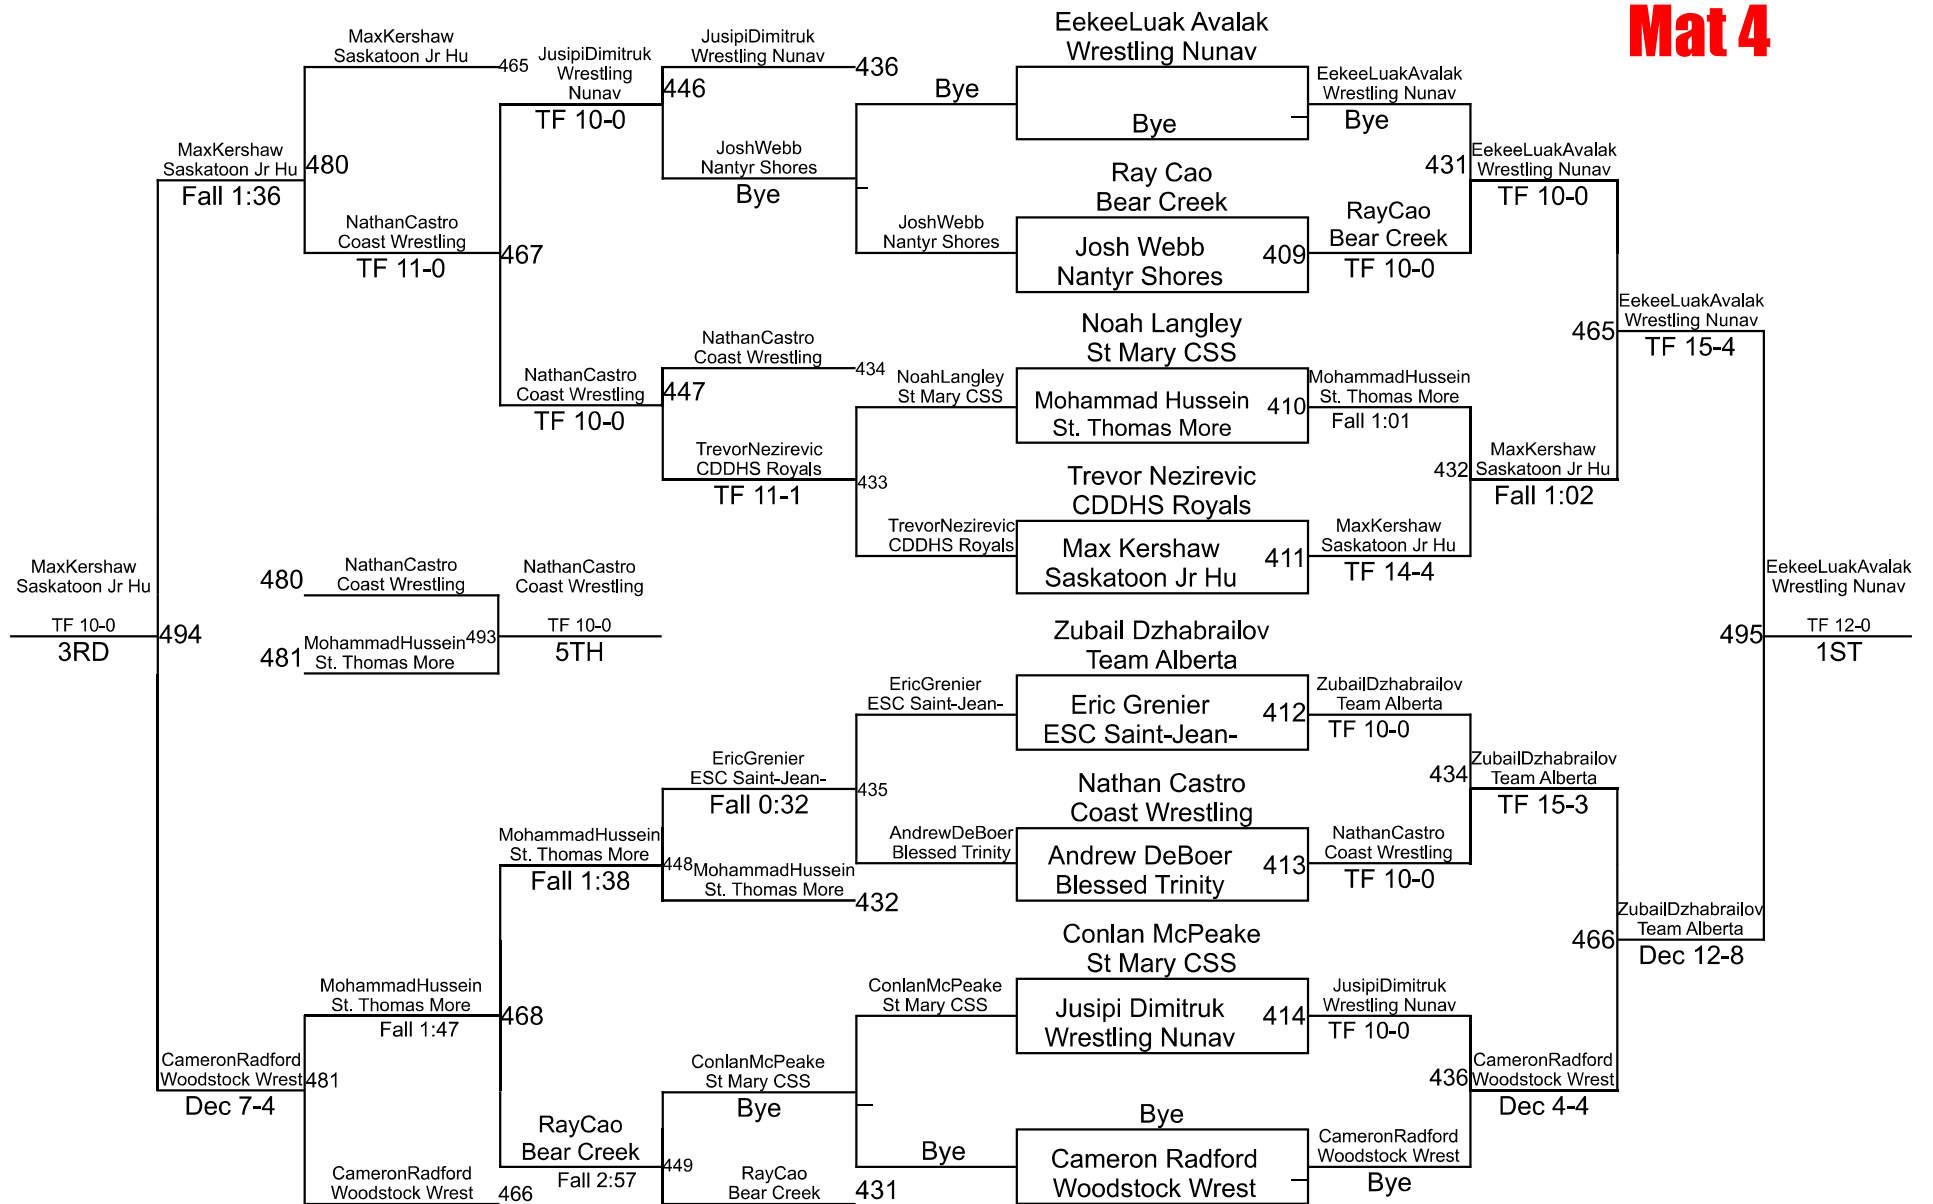 Mat 4
MaxKershaw
Saskatoon Jr Hu
465
JusipiDimitruk
Wrestling
Nunav
TF 10-0
JusipiDimitruk
Wrestling Nunav
436
446
EekeeLuak Avalak
Wrestling Nunav
Bye
Bye
EekeeLuakAvalak
Wrestling Nunav
Bye
MaxKershaw
Saskatoon Jr Hu
Fall 1:36
480
JoshWebb
Nantyr Shores
Bye
Ray Cao
Bear Creek
431
EekeeLuakAvalak
Wrestling Nunav
TF 10-0
NathanCastro
Coast Wrestling
TF 11-0
467
JoshWebb
Nantyr Shores
Josh Webb
Nantyr Shores
409
RayCao
Bear Creek
TF 10-0
NathanCastro
Coast Wrestling
TF 10-0
447
NathanCastro
Coast Wrestling
434
NoahLangley
St Mary CSS
Noah Langley
St Mary CSS
Mohammad Hussein
St. Thomas More
410
MohammadHussein
St. Thomas More
Fall 1:01
465
EekeeLuakAvalak
Wrestling Nunav
TF 15-4
TrevorNezirevic
CDDHS Royals
TF 11-1
433
Trevor Nezirevic
CDDHS Royals
432
MaxKershaw
Saskatoon Jr Hu
Fall 1:02
TrevorNezirevic
CDDHS Royals
Max Kershaw
Saskatoon Jr Hu
411
MaxKershaw
Saskatoon Jr Hu
TF 14-4
MaxKershaw
Saskatoon Jr Hu
TF 10-0
3RD
494
480
NathanCastro
Coast Wrestling
481
MohammadHussein
St. Thomas More
493
NathanCastro
Coast Wrestling
TF 10-0
5TH
495
EekeeLuakAvalak
Wrestling Nunav
TF 12-0
1ST
Zubail Dzhabrailov
Team Alberta
EricGrenier
ESC Saint-Jean-
Eric Grenier
ESC Saint-Jean-
412
ZubailDzhabrailov
Team Alberta
TF 10-0
EricGrenier
ESC Saint-Jean-
Fall 0:32
435
Nathan Castro
Coast Wrestling
434
ZubailDzhabrailov
Team Alberta
TF 15-3
MohammadHussein
St. Thomas More
Fall 1:38
448
MohammadHussein
St. Thomas More
432
AndrewDeBoer
Blessed Trinity
Andrew DeBoer
Blessed Trinity
413
NathanCastro
Coast Wrestling
TF 10-0
466
ZubailDzhabrailov
Team Alberta
Dec 12-8
Conlan McPeake
St Mary CSS
MohammadHussein
St. Thomas More
Fall 1:47
468
ConlanMcPeake
St Mary CSS
Jusipi Dimitruk
Wrestling Nunav
414
JusipiDimitruk
Wrestling Nunav
TF 10-0
CameronRadford
Woodstock Wrest
Dec 7-4
481
ConlanMcPeake
St Mary CSS
Bye
436
CameronRadford
Woodstock Wrest
Dec 4-4
RayCao
Bear Creek
Fall 2:57
449
Bye
Bye
Cameron Radford
Woodstock Wrest
CameronRadford
Woodstock Wrest
Bye
CameronRadford
Woodstock Wrest
466
RayCao
Bear Creek
431